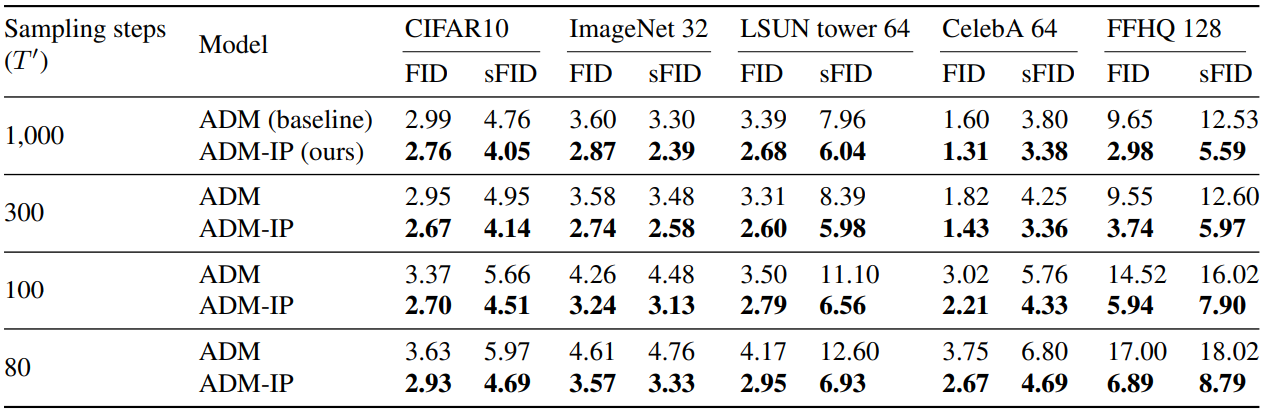 Sampling steps Model CIFAR10 ImageNet 32 LSUN tower 64 CelebA 64 FFHQ 128
(T′) FID sFID FID sFID FID sFID FID sFID FID sFID
1,000 ADM (baseline) 2.99 4.76 3.60 3.30 3.39 7.96 1.60 3.80 9.65 12.53
ADM-IP (ours) 2.76 4.05 2.87 2.39 2.68 6.04 1.31 3.38 2.98 5.59
300 ADM 2.95 4.95 3.58 3.48 3.31 8.39 1.82 4.25 9.55 12.60
ADM-IP 2.67 4.14 2.74 2.58 2.60 5.98 1.43 3.36 3.74 5.97
100 ADM 3.37 5.66 4.26 4.48 3.50 11.10 3.02 5.76 14.52 16.02
ADM-IP 2.70 4.51 3.24 3.13 2.79 6.56 2.21 4.33 5.94 7.90
80 ADM 3.63 5.97 4.61 4.76 4.17 12.60 3.75 6.80 17.00 18.02
ADM-IP 2.93 4.69 3.57 3.33 2.95 6.93 2.67 4.69 6.89 8.79